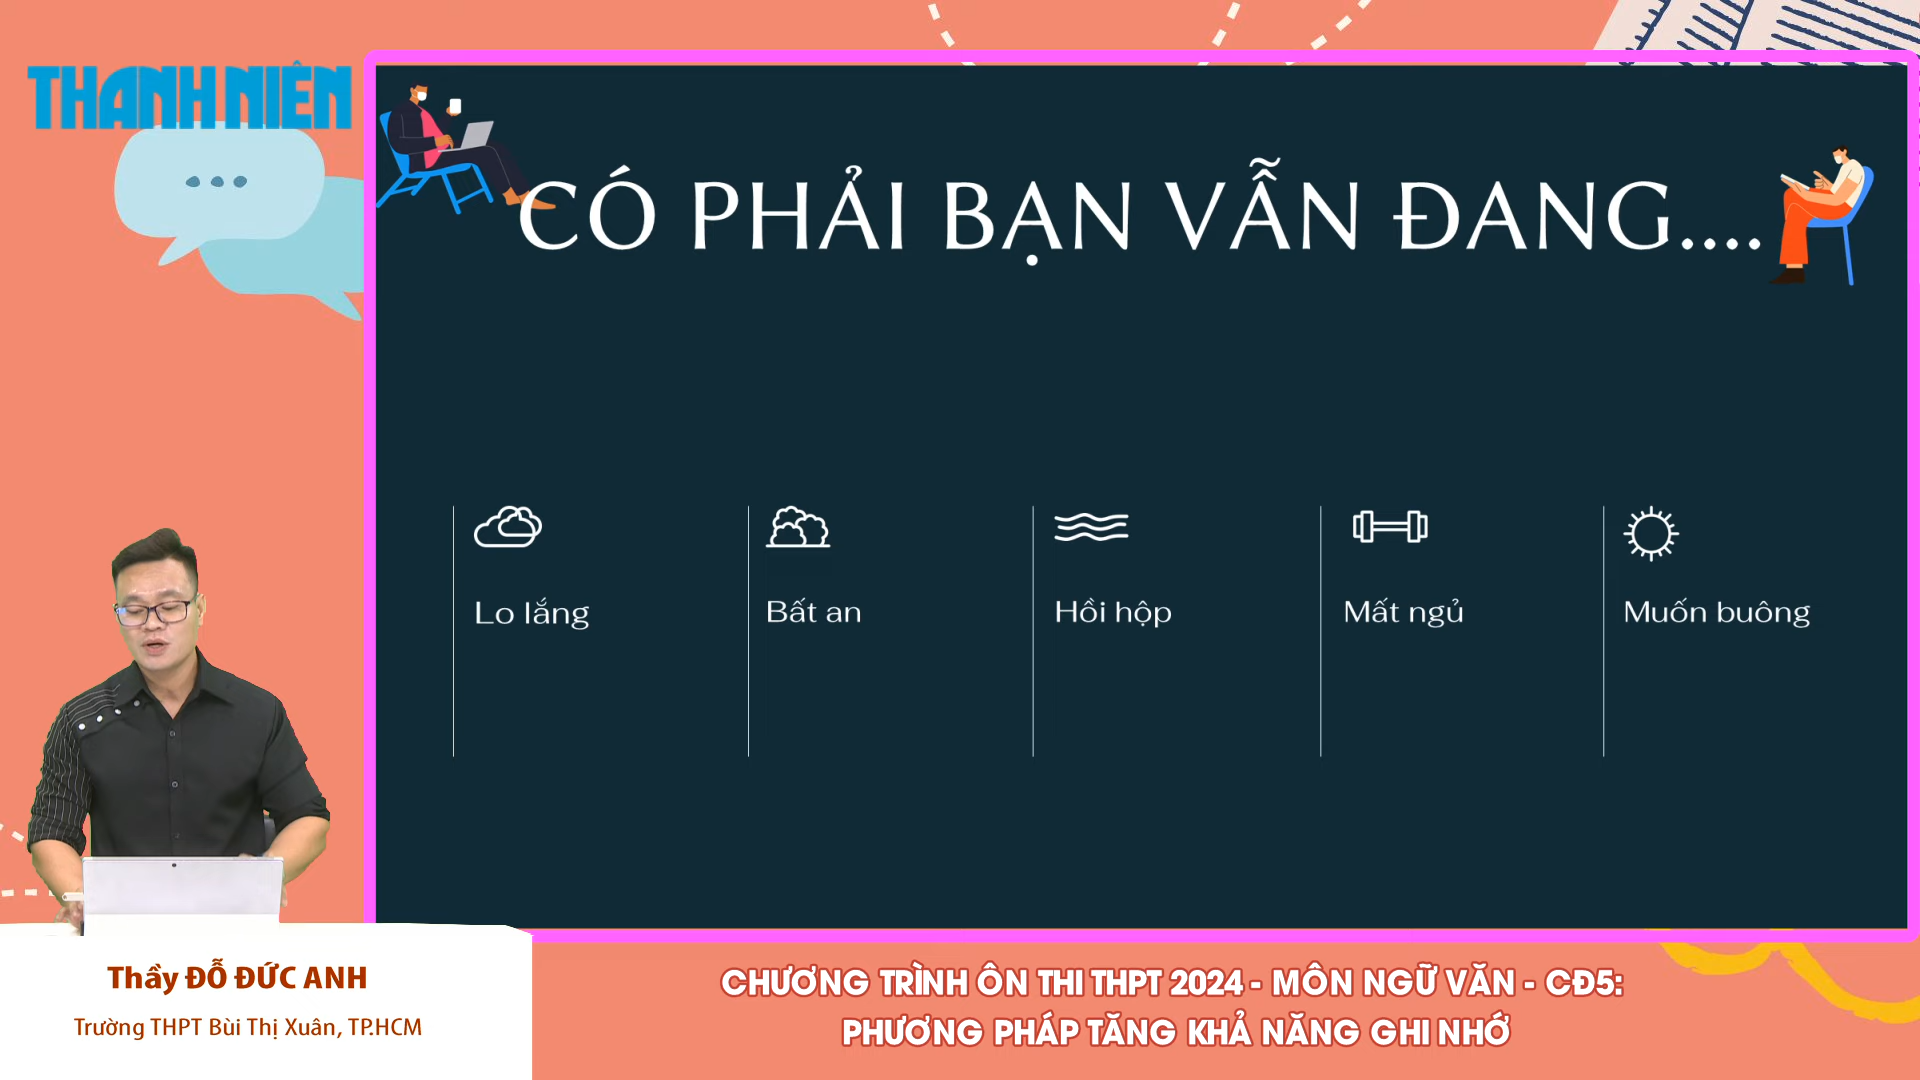 THANH NIÊN
CÓ PHẢI BẠN VẪN ĐANG....
Lo lắng
Bất an
Hồi hộp
Mất ngủ
Muốn buông
Thầy ĐỖ ĐỨC ANH
Trường THPT Bùi Thị Xuân, TP.HCM
CHƯƠNG TRÌNH ÔN THI THPT 2024 - MÔN NGỮ VĂN - CĐ5:
PHƯƠNG PHÁP TĂNG KHẢ NĂNG GHI NHỚ